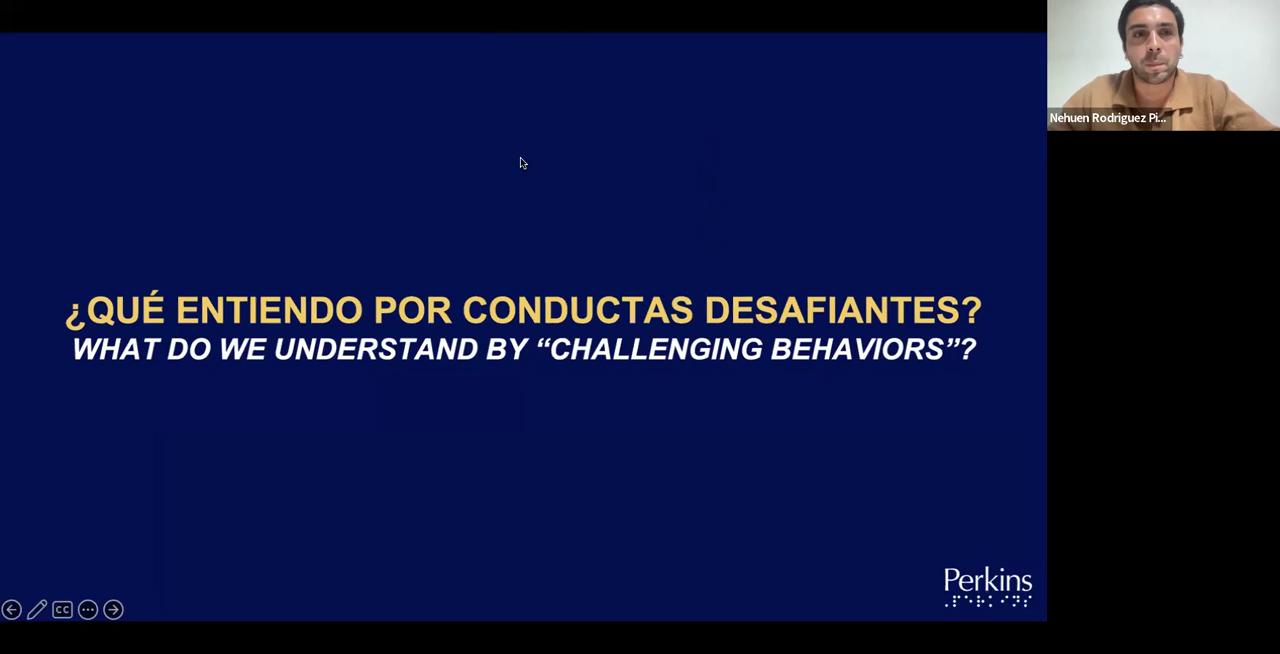 ¿QUÉ ENTIENDO POR CONDUCTAS DESAFIANTES?
WHAT DO WE UNDERSTAND BY “CHALLENGING BEHAVIORS”?
Nehuen Rodriguez Pi...
Perkins
CC